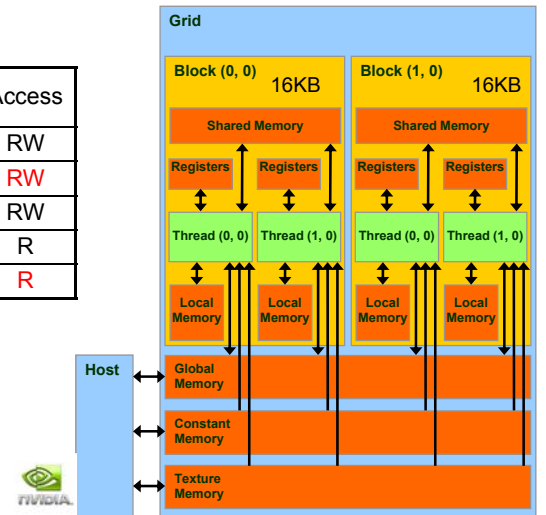 Grid
Block (0, 0)
16KB
Block (1, 0)
16KB
Access
RW
RW
RW
R
R
Shared Memory
Shared Memory
Registers
Registers
Registers
Registers
Thread (0, 0)
Thread (1, 0)
Thread (0, 0)
Thread (1, 0)
Local
Memory
Local
Memory
Local
Memory
Local
Memory
Host
Global
Memory
Constant
Memory
Texture
Memory
NVIDIA.